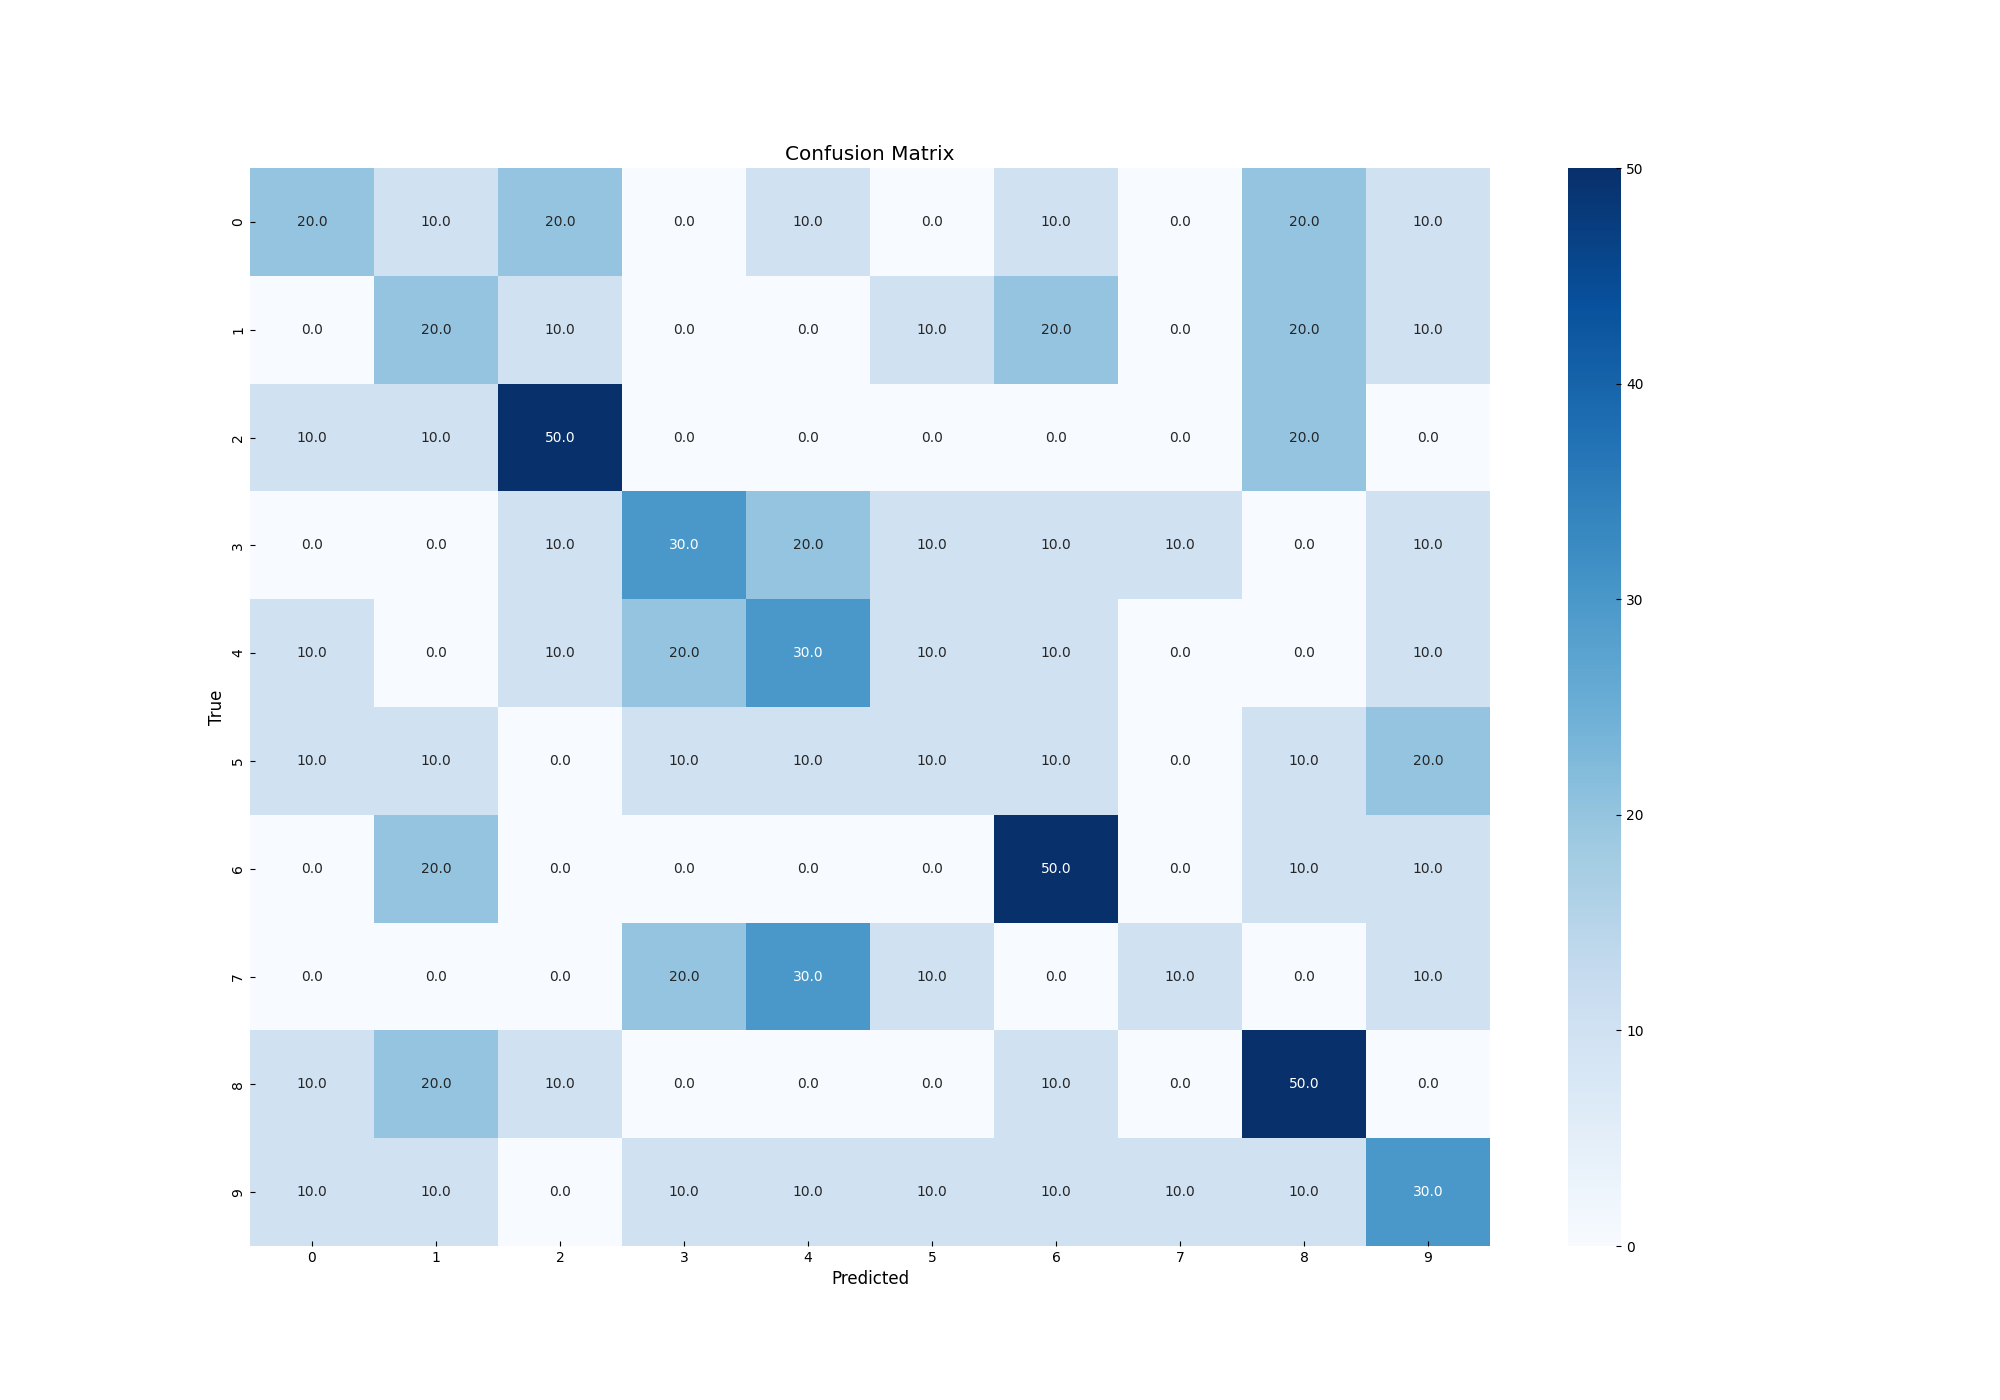 Confusion Matrix
0 20.0 10.0 20.0 0.0 10.0 0.0 10.0 0.0 20.0 10.0
1 0.0 20.0 10.0 0.0 0.0 10.0 20.0 0.0 20.0 10.0
2 10.0 10.0 50.0 0.0 0.0 0.0 0.0 0.0 20.0 0.0
3 0.0 0.0 10.0 30.0 20.0 10.0 10.0 10.0 0.0 10.0
4 10.0 0.0 10.0 20.0 30.0 10.0 10.0 0.0 0.0 10.0
5 10.0 10.0 0.0 10.0 10.0 10.0 10.0 0.0 10.0 20.0
6 0.0 20.0 0.0 0.0 0.0 0.0 50.0 0.0 10.0 10.0
7 0.0 0.0 0.0 20.0 30.0 10.0 0.0 10.0 0.0 10.0
8 10.0 20.0 10.0 0.0 0.0 0.0 10.0 0.0 50.0 0.0
9 10.0 10.0 0.0 10.0 10.0 10.0 10.0 10.0 10.0 30.0
0 1 2 3 4 5 6 7 8 9
Predicted
True
50
40
30
20
10
0